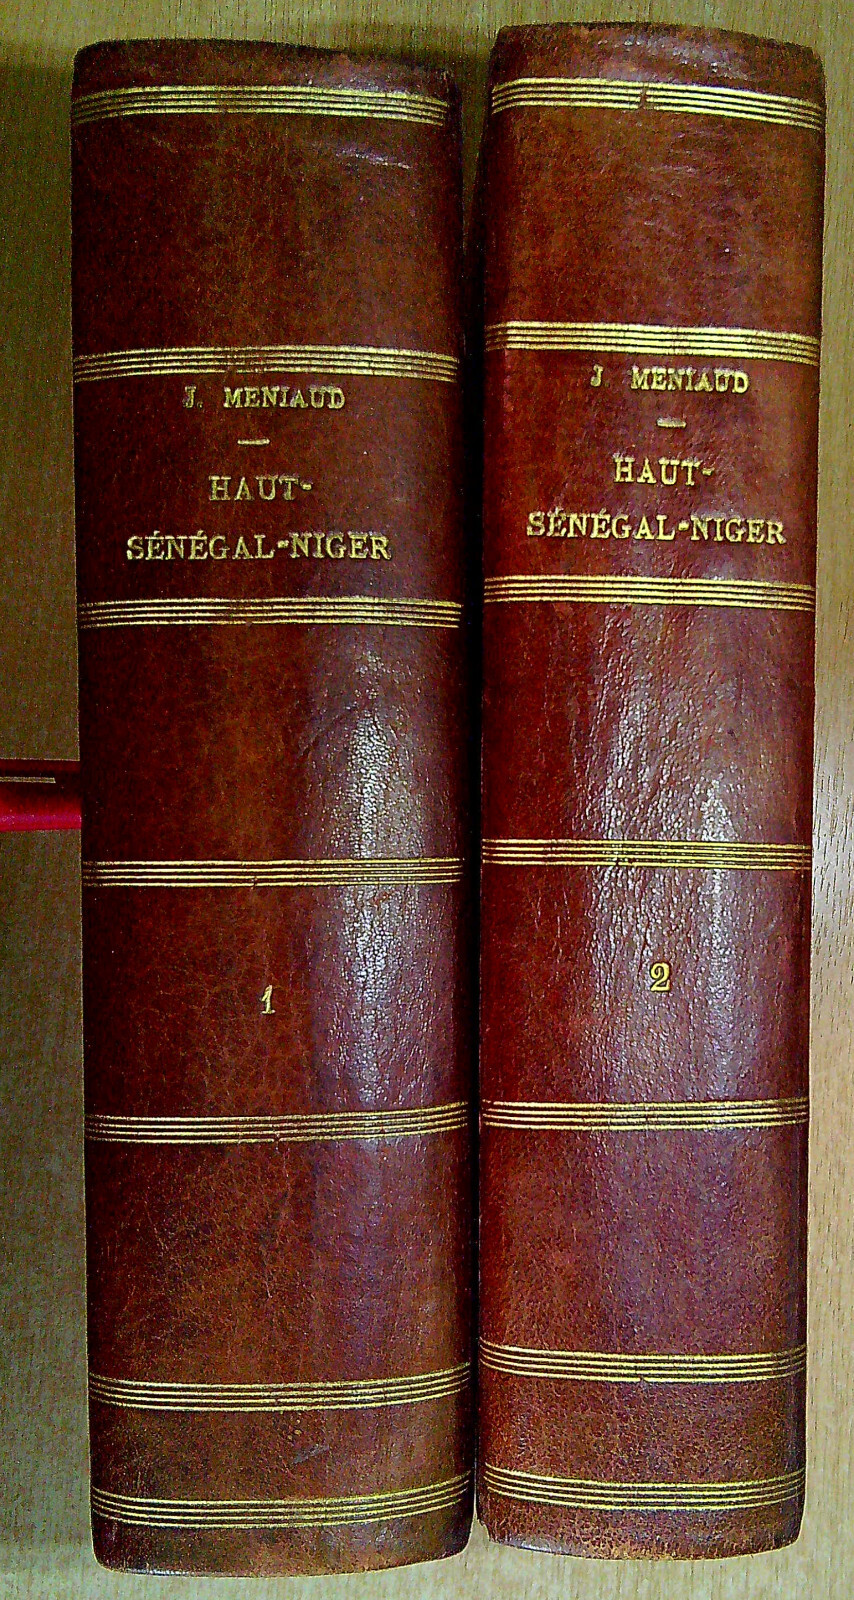 J. MENIAUD
HAUT-
SÉNÉGAL-NIGER
1
J. MENIAUD
HAUT-
SÉNÉGAL-NIGER
2